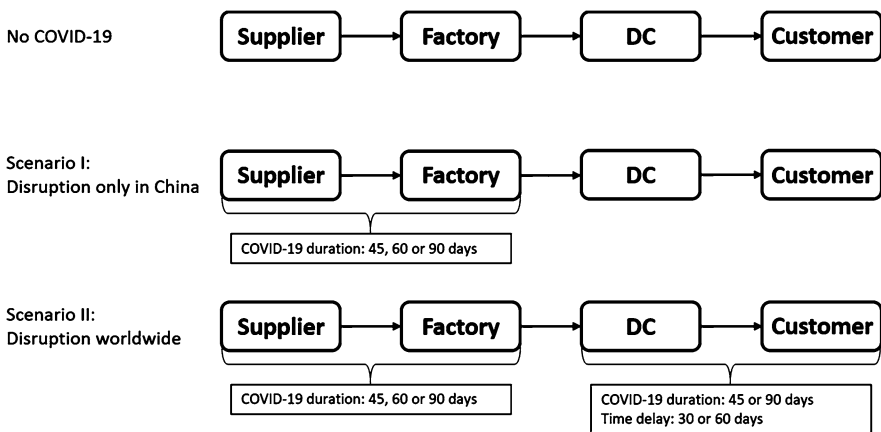 No COVID-19
Supplier
Factory
DC
Customer
Scenario I:
Disruption only in China
Supplier
Factory
DC
Customer
COVID-19 duration: 45, 60 or 90 days
Scenario II:
Disruption worldwide
Supplier
Factory
DC
Customer
COVID-19 duration: 45, 60 or 90 days
COVID-19 duration: 45 or 90 days
Time delay: 30 or 60 days